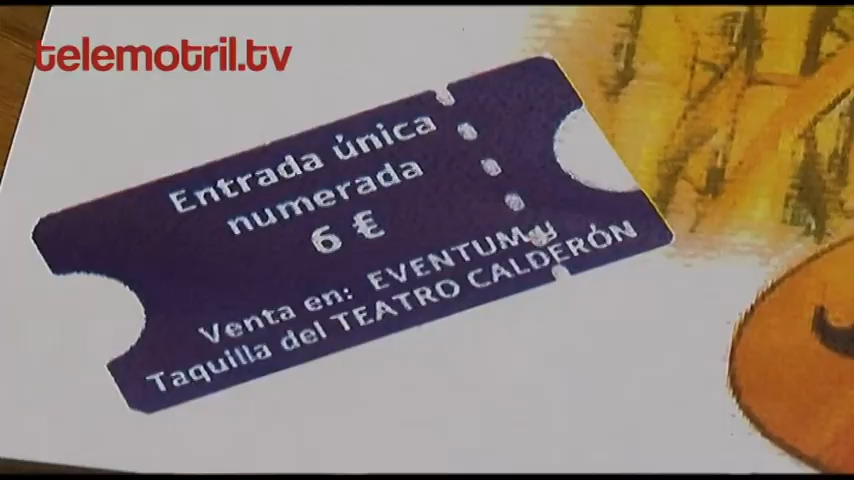 telemotril.tv
Entrada única
numerada
6 €
Venta en: EVENTUM y
Taquilla del TEATRO CALDERÓN